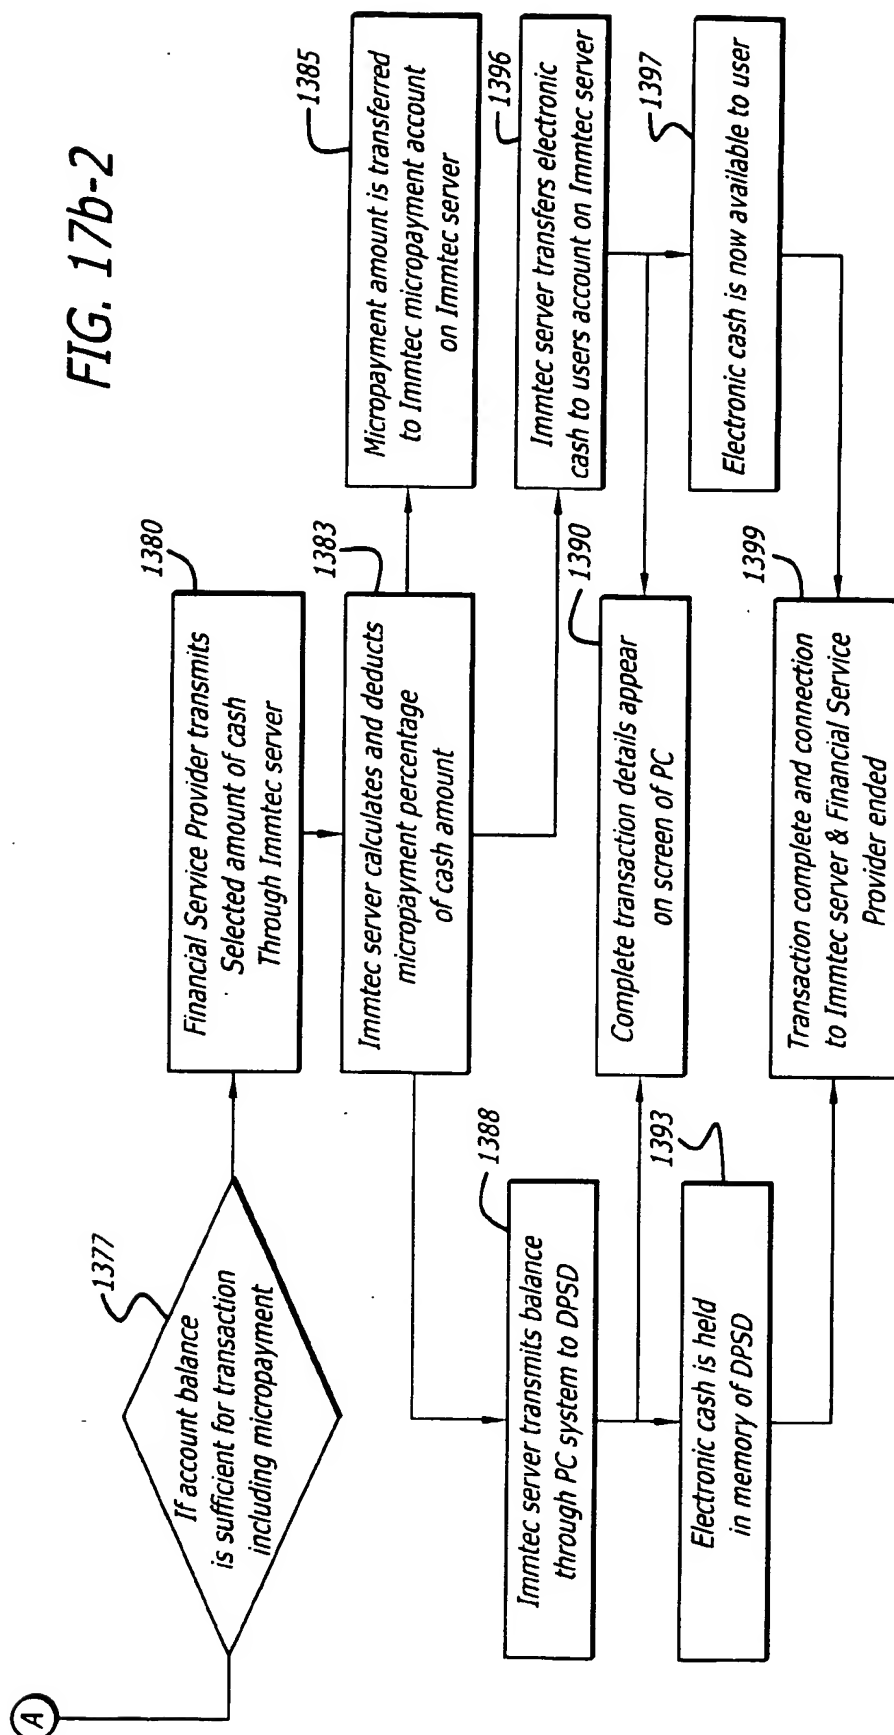 FIG. 17b-2
A
1377
If account balance
is sufficient for transaction
including micropayment
1380
Financial Service Provider transmits
Selected amount of cash
Through Immtec server
1383
Immtec server calculates and deducts
micropayment percentage
of cash amount
1385
Micropayment amount is transferred
to Immtec micropayment account
on Immtec server
1388
Immtec server transmits balance
through PC system to DPSD
1390
Complete transaction details appear
on screen of PC
1396
Immtec server transfers electronic
cash to users account on Immtec server
1393
Electronic cash is held
in memory of DPSD
1397
Electronic cash is now available to user
1399
Transaction complete and connection
to Immtec server & Financial Service
Provider ended